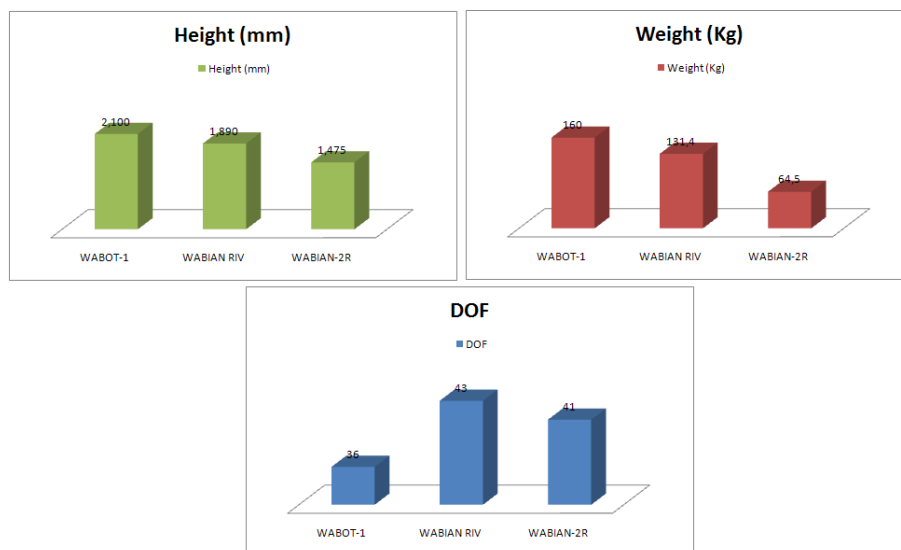 Height (mm)
Height (mm)
2,100
1,890
1,475
WABOT-1 WABIAN RIV WABIAN-2R
Weight (Kg)
Weight (Kg)
160
131,4
64,5
WABOT-1 WABIAN RIV WABIAN-2R
DOF
DOF
43
41
36
WABOT-1 WABIAN RIV WABIAN-2R